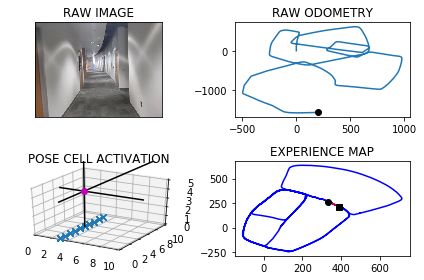 RAW IMAGE
RAW ODOMETRY
0
−1000
−500 0 500 1000
POSE CELL ACTIVATION
5
4
3
2
1
0
0 2 4 6 8 10
0 2 4 6 8 10
EXPERIENCE MAP
500
250
0
−250
0 200 400 600